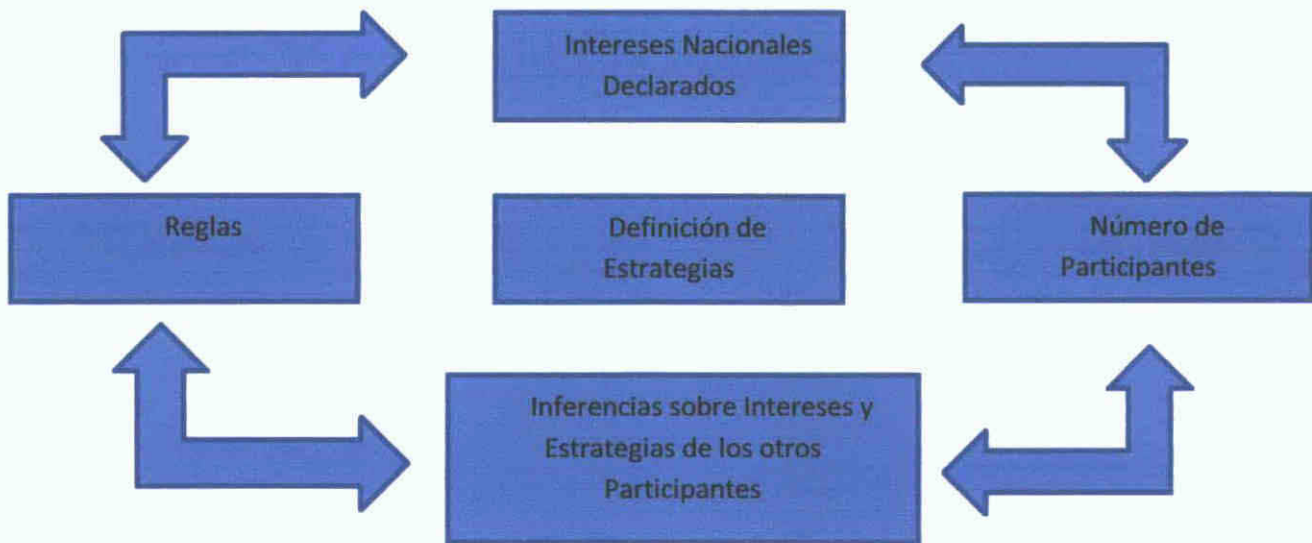 Intereses Nacionales
Declarados
Reglas
Definición de
Estrategias
Número de
Participantes
Inferencias sobre Intereses y
Estrategias de los otros
Participantes